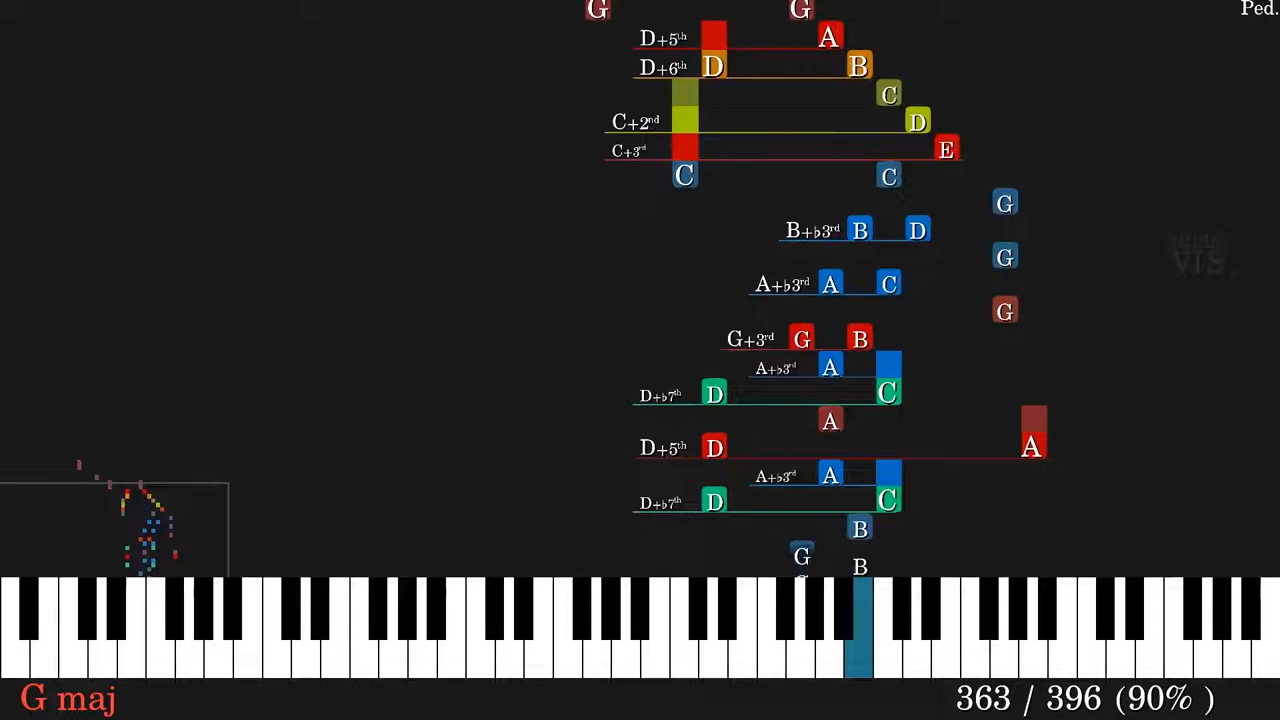 G G Ped.
D+5th A
D+6th D B
C
C+2nd D
C+3rd E
C C
G
B+♭3rd B D
G
A+♭3rd A C
G
G+3rd G B
A+♭3rd A
D+♭7th D C
A
D+5th D A
A+♭3rd A
D+♭7th D C
B
G B
G maj 363 / 396 (90% )